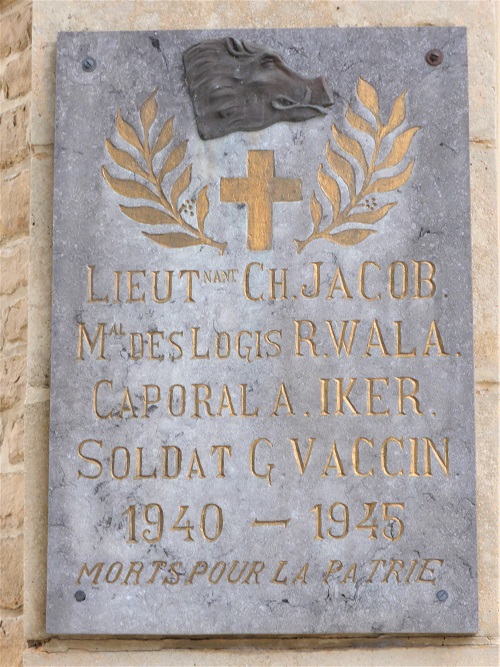 LIEUTNANT CH. JACOB
MAL DES LOGIS R. WALA.
CAPORAL A. IKER.
SOLDAT G. VACCIN
1940 – 1945
MORTS POUR LA PATRIE